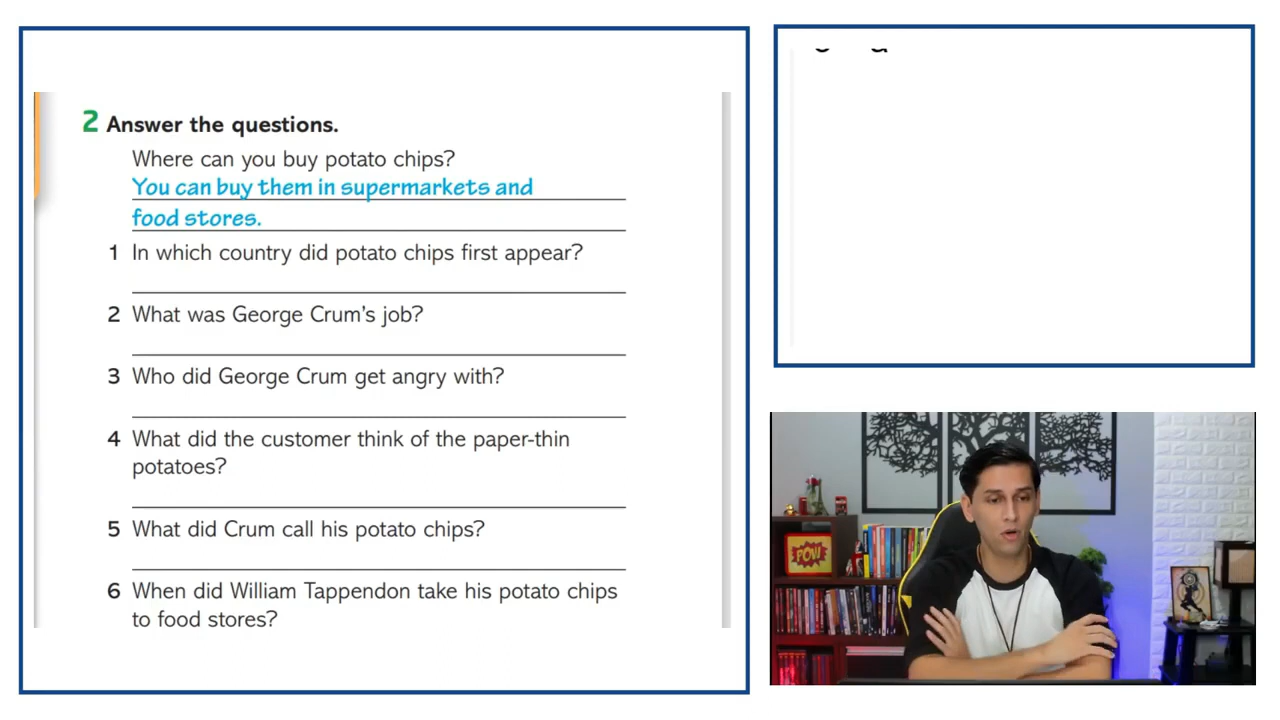 2 Answer the questions.
Where can you buy potato chips?
You can buy them in supermarkets and
food stores.
1 In which country did potato chips first appear?
2 What was George Crum's job?
3 Who did George Crum get angry with?
4 What did the customer think of the paper-thin
potatoes?
5 What did Crum call his potato chips?
6 When did William Tappendon take his potato chips
to food stores?
POW!